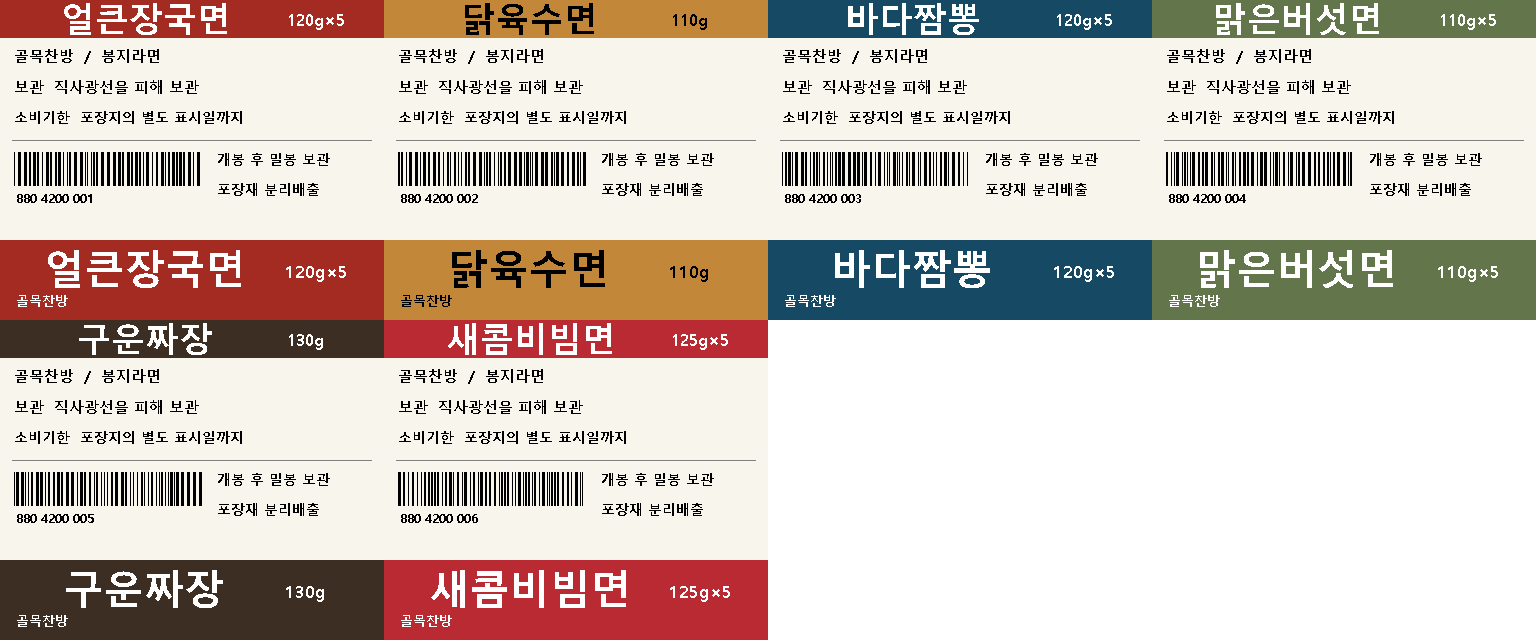 얼큰장국면 120g×5
골목찬방 / 봉지라면
보관 직사광선을 피해 보관
소비기한 포장지의 별도 표시일까지
개봉 후 밀봉 보관
포장재 분리배출
880 4200 001
얼큰장국면 120g×5
골목찬방
닭육수면 110g
골목찬방 / 봉지라면
보관 직사광선을 피해 보관
소비기한 포장지의 별도 표시일까지
개봉 후 밀봉 보관
포장재 분리배출
880 4200 002
닭육수면 110g
골목찬방
바다짬뽕 120g×5
골목찬방 / 봉지라면
보관 직사광선을 피해 보관
소비기한 포장지의 별도 표시일까지
개봉 후 밀봉 보관
포장재 분리배출
880 4200 003
바다짬뽕 120g×5
골목찬방
맑은버섯면 110g×5
골목찬방 / 봉지라면
보관 직사광선을 피해 보관
소비기한 포장지의 별도 표시일까지
개봉 후 밀봉 보관
포장재 분리배출
880 4200 004
맑은버섯면 110g×5
골목찬방
구운짜장 130g
골목찬방 / 봉지라면
보관 직사광선을 피해 보관
소비기한 포장지의 별도 표시일까지
개봉 후 밀봉 보관
포장재 분리배출
880 4200 005
구운짜장 130g
골목찬방
새콤비빔면 125g×5
골목찬방 / 봉지라면
보관 직사광선을 피해 보관
소비기한 포장지의 별도 표시일까지
개봉 후 밀봉 보관
포장재 분리배출
880 4200 006
새콤비빔면 125g×5
골목찬방